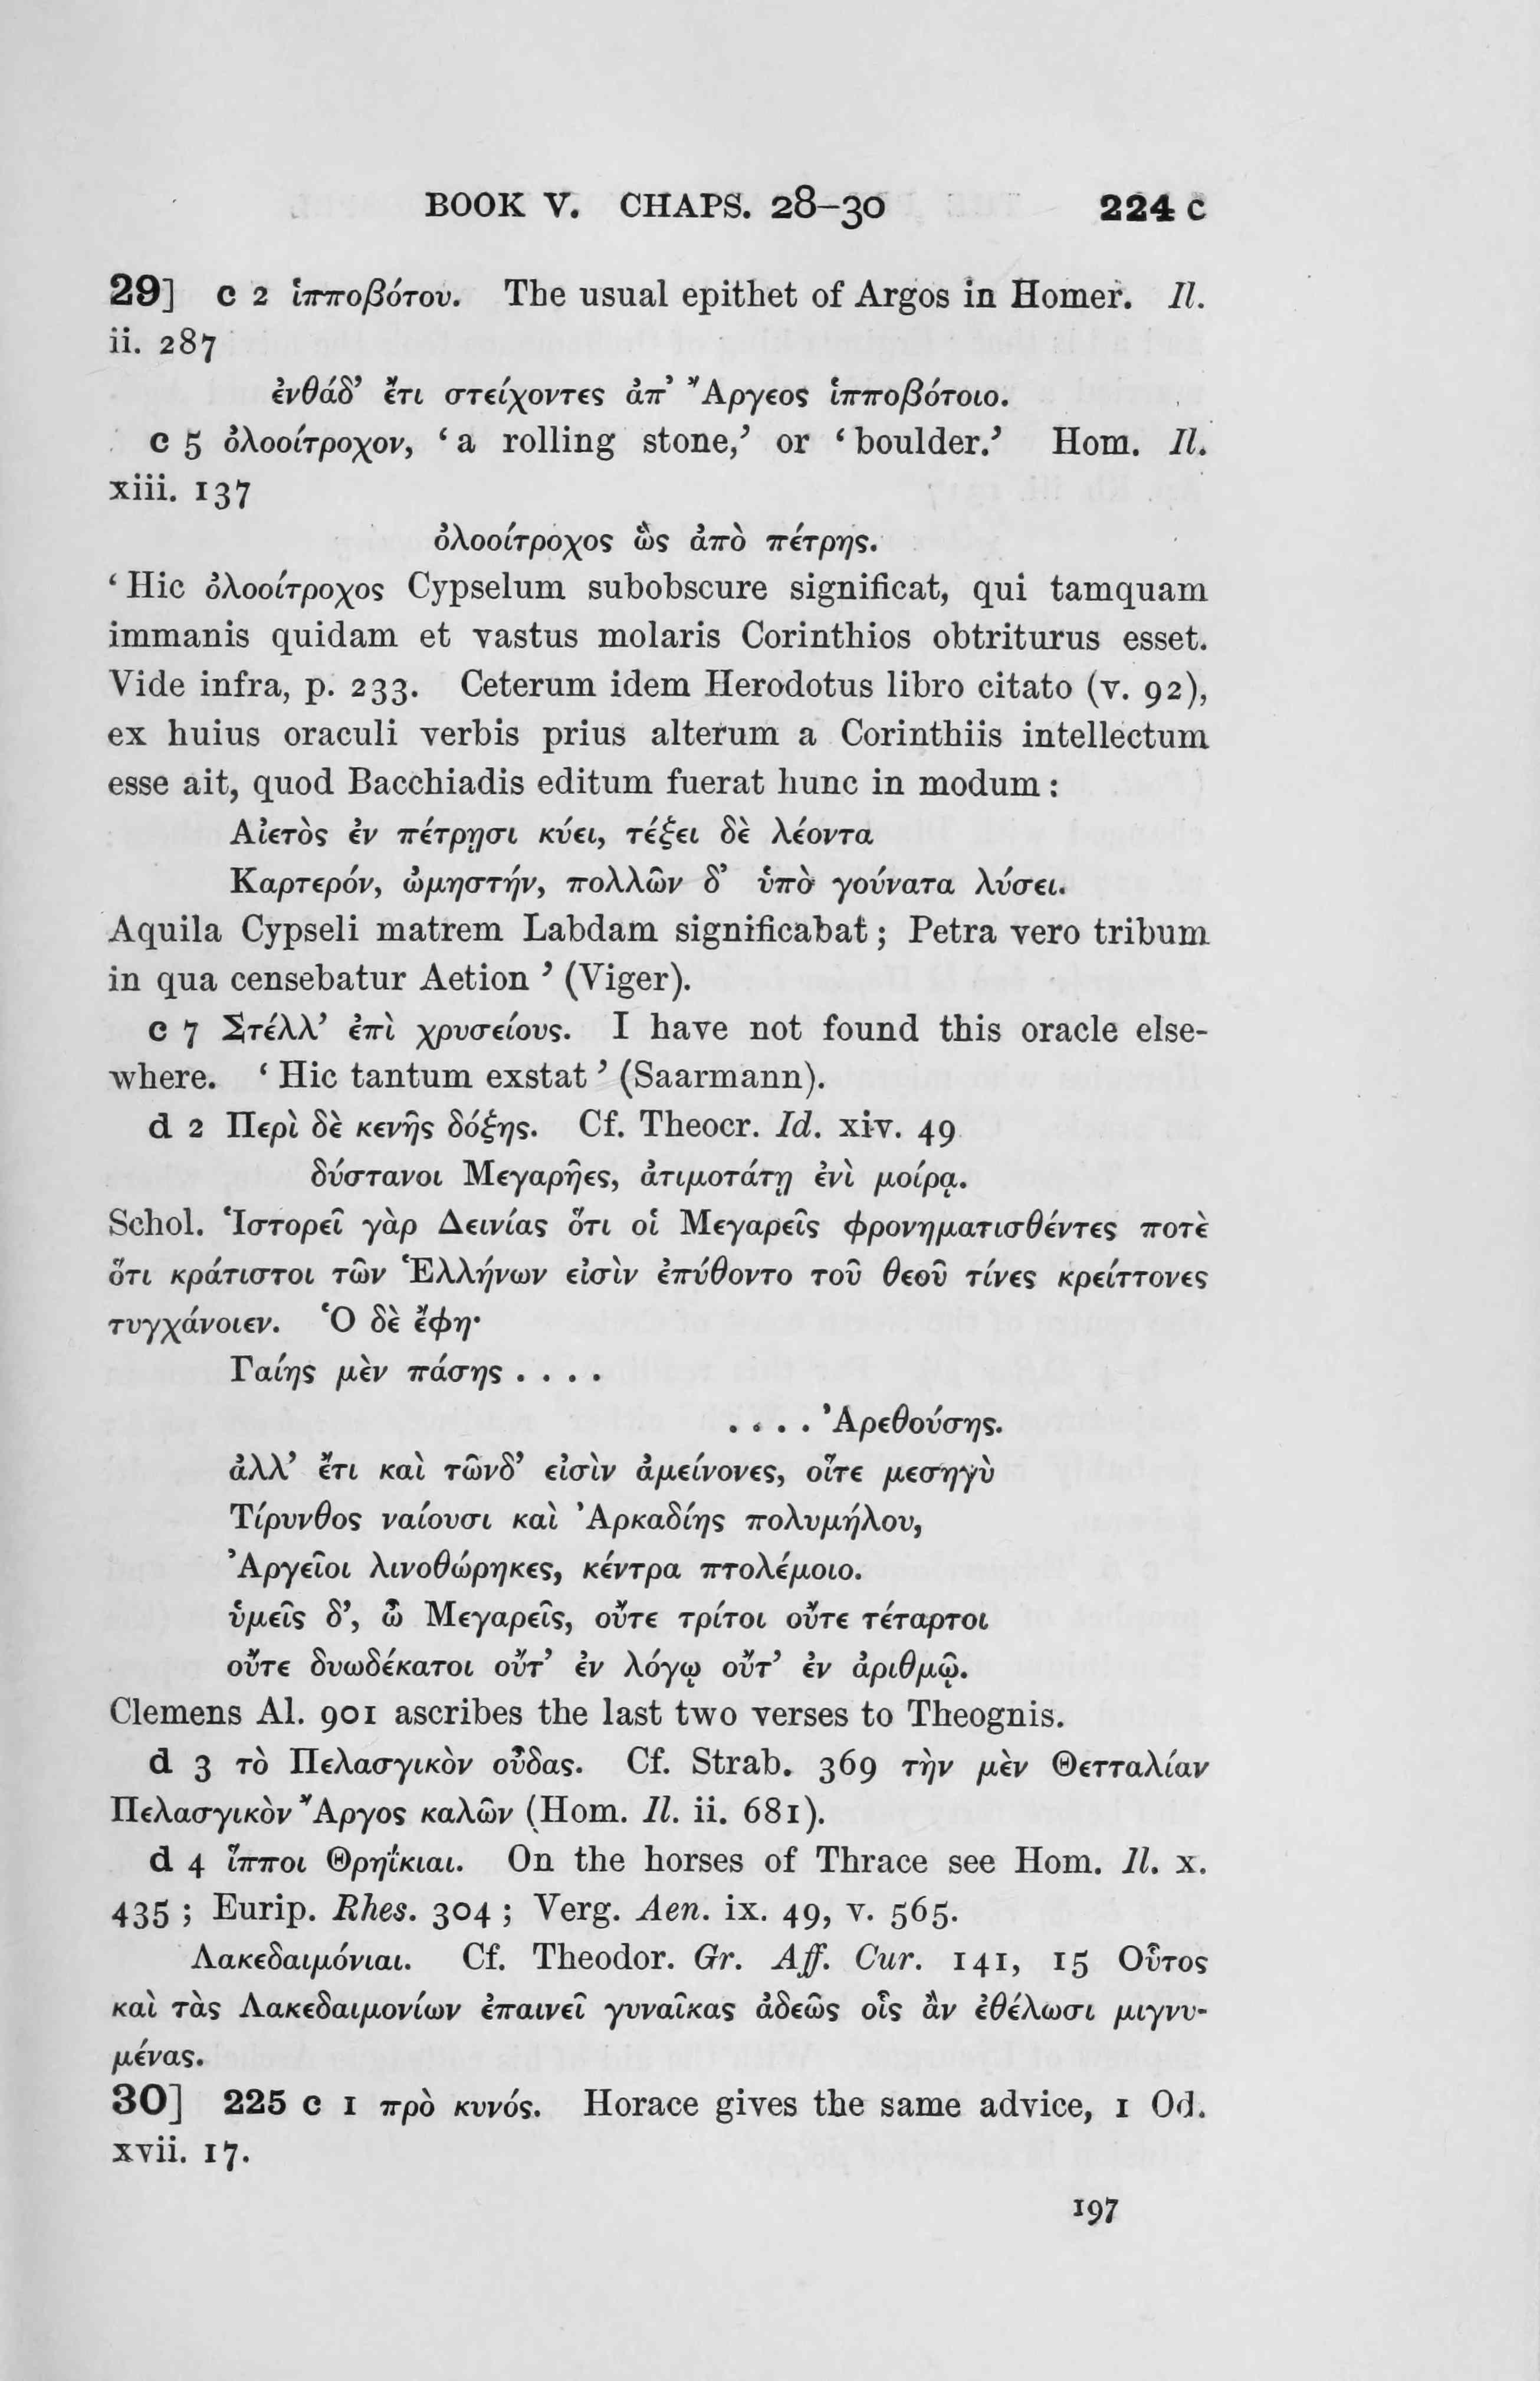 BOOK V. CHAPS. 28–30 224 c
29] c 2 ἱπποβότου. The usual epithet of Argos in Homer. Il.
ii. 287
ἐνθάδ’ ἔτι στείχοντες ἀπ’ Ἄργεος ἱπποβότοιο.
c 5 ὀλοοίτροχον, ‘a rolling stone,’ or ‘boulder.’ Hom. Il.
xiii. 137
ὀλοοίτροχος ὣς ἀπὸ πέτρης.
‘Hic ὀλοοίτροχος Cypselum subobscure significat, qui tamquam
immanis quidam et vastus molaris Corinthios obtriturus esset.
Vide infra, p. 233. Ceterum idem Herodotus libro citato (v. 92),
ex huius oraculi verbis prius alterum a Corinthiis intellectum
esse ait, quod Bacchiadis editum fuerat hunc in modum:
Αἰετὸς ἐν πέτρῃσι κύει, τέξει δὲ λέοντα
Καρτερόν, ὠμηστήν, πολλῶν δ’ ὑπὸ γούνατα λύσει.
Aquila Cypseli matrem Labdam significabat; Petra vero tribum
in qua censebatur Aetion’ (Viger).
c 7 Στέλλ’ ἐπὶ χρυσείους. I have not found this oracle else-
where. ‘Hic tantum exstat’ (Saarmann).
d 2 Περὶ δὲ κενῆς δόξης. Cf. Theocr. Id. xiv. 49
δύστανοι Μεγαρῆες, ἀτιμοτάτῃ ἐνὶ μοίρᾳ.
Schol. Ἱστορεῖ γὰρ Δεινίας ὅτι οἱ Μεγαρεῖς φρονηματισθέντες ποτὲ
ὅτι κράτιστοι τῶν Ἑλλήνων εἰσὶν ἐπύθοντο τοῦ θεοῦ τίνες κρείττονες
τυγχάνοιεν. Ὁ δὲ ἔφη·
Γαίης μὲν πάσης . . . .
. . . . Ἀρεθούσης.
ἀλλ’ ἔτι καὶ τῶνδ’ εἰσὶν ἀμείνονες, οἵτε μεσηγὺ
Τίρυνθος ναίουσι καὶ Ἀρκαδίης πολυμήλου,
Ἀργεῖοι λινοθώρηκες, κέντρα πτολέμοιο.
ὑμεῖς δ’, ὦ Μεγαρεῖς, οὔτε τρίτοι οὔτε τέταρτοι
οὔτε δυωδέκατοι οὔτ’ ἐν λόγῳ οὔτ’ ἐν ἀριθμῷ.
Clemens Al. 901 ascribes the last two verses to Theognis.
d 3 τὸ Πελασγικὸν οὖδας. Cf. Strab. 369 τὴν μὲν Θετταλίαν
Πελασγικὸν Ἄργος καλῶν (Hom. Il. ii. 681).
d 4 ἵπποι Θρηΐκιαι. On the horses of Thrace see Hom. Il. x.
435; Eurip. Rhes. 304; Verg. Aen. ix. 49, v. 565.
Λακεδαιμόνιαι. Cf. Theodor. Gr. Aff. Cur. 141, 15 Οὗτος
καὶ τὰς Λακεδαιμονίων ἐπαινεῖ γυναῖκας ἀδεῶς οἷς ἂν ἐθέλωσι μιγνυ-
μένας.
30] 225 c 1 πρὸ κυνός. Horace gives the same advice, 1 Od.
xvii. 17.
197